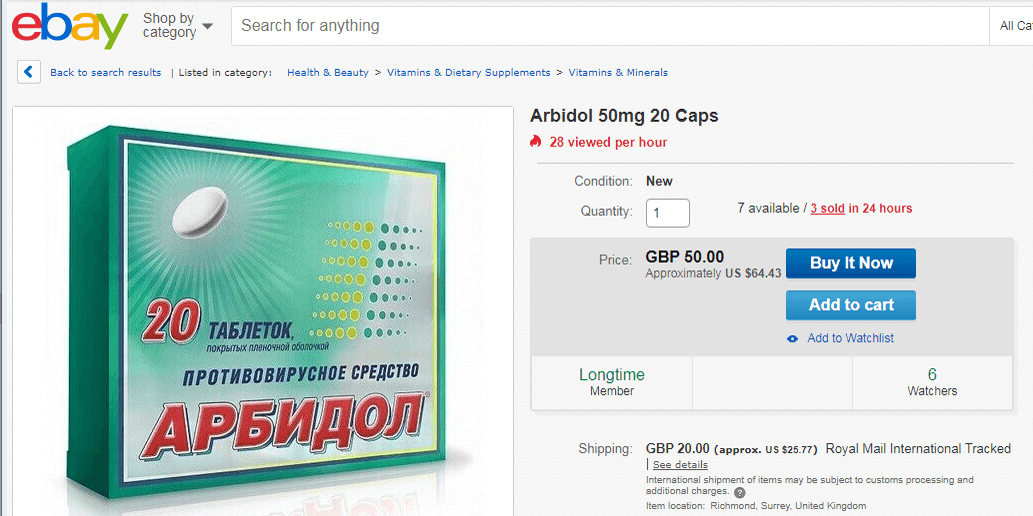 ebay
Shop by
category
Search for anything
All Ca
Back to search results | Listed in category: Health & Beauty > Vitamins & Dietary Supplements > Vitamins & Minerals
20 ТАБЛЕТОК,
покрытых пленочной оболочкой
ПРОТИВОВИРУСНОЕ СРЕДСТВО
АРБИДОЛ®
Arbidol 50mg 20 Caps
28 viewed per hour
Condition: New
Quantity: 1 7 available / 3 sold in 24 hours
Price: GBP 50.00
Approximately US $64.43
Buy It Now
Add to cart
Add to Watchlist
Longtime
Member
6
Watchers
Shipping: GBP 20.00 (approx. US $25.77) Royal Mail International Tracked
| See details
International shipment of items may be subject to customs processing and
additional charges. ?
Item location: Richmond, Surrey, United Kingdom